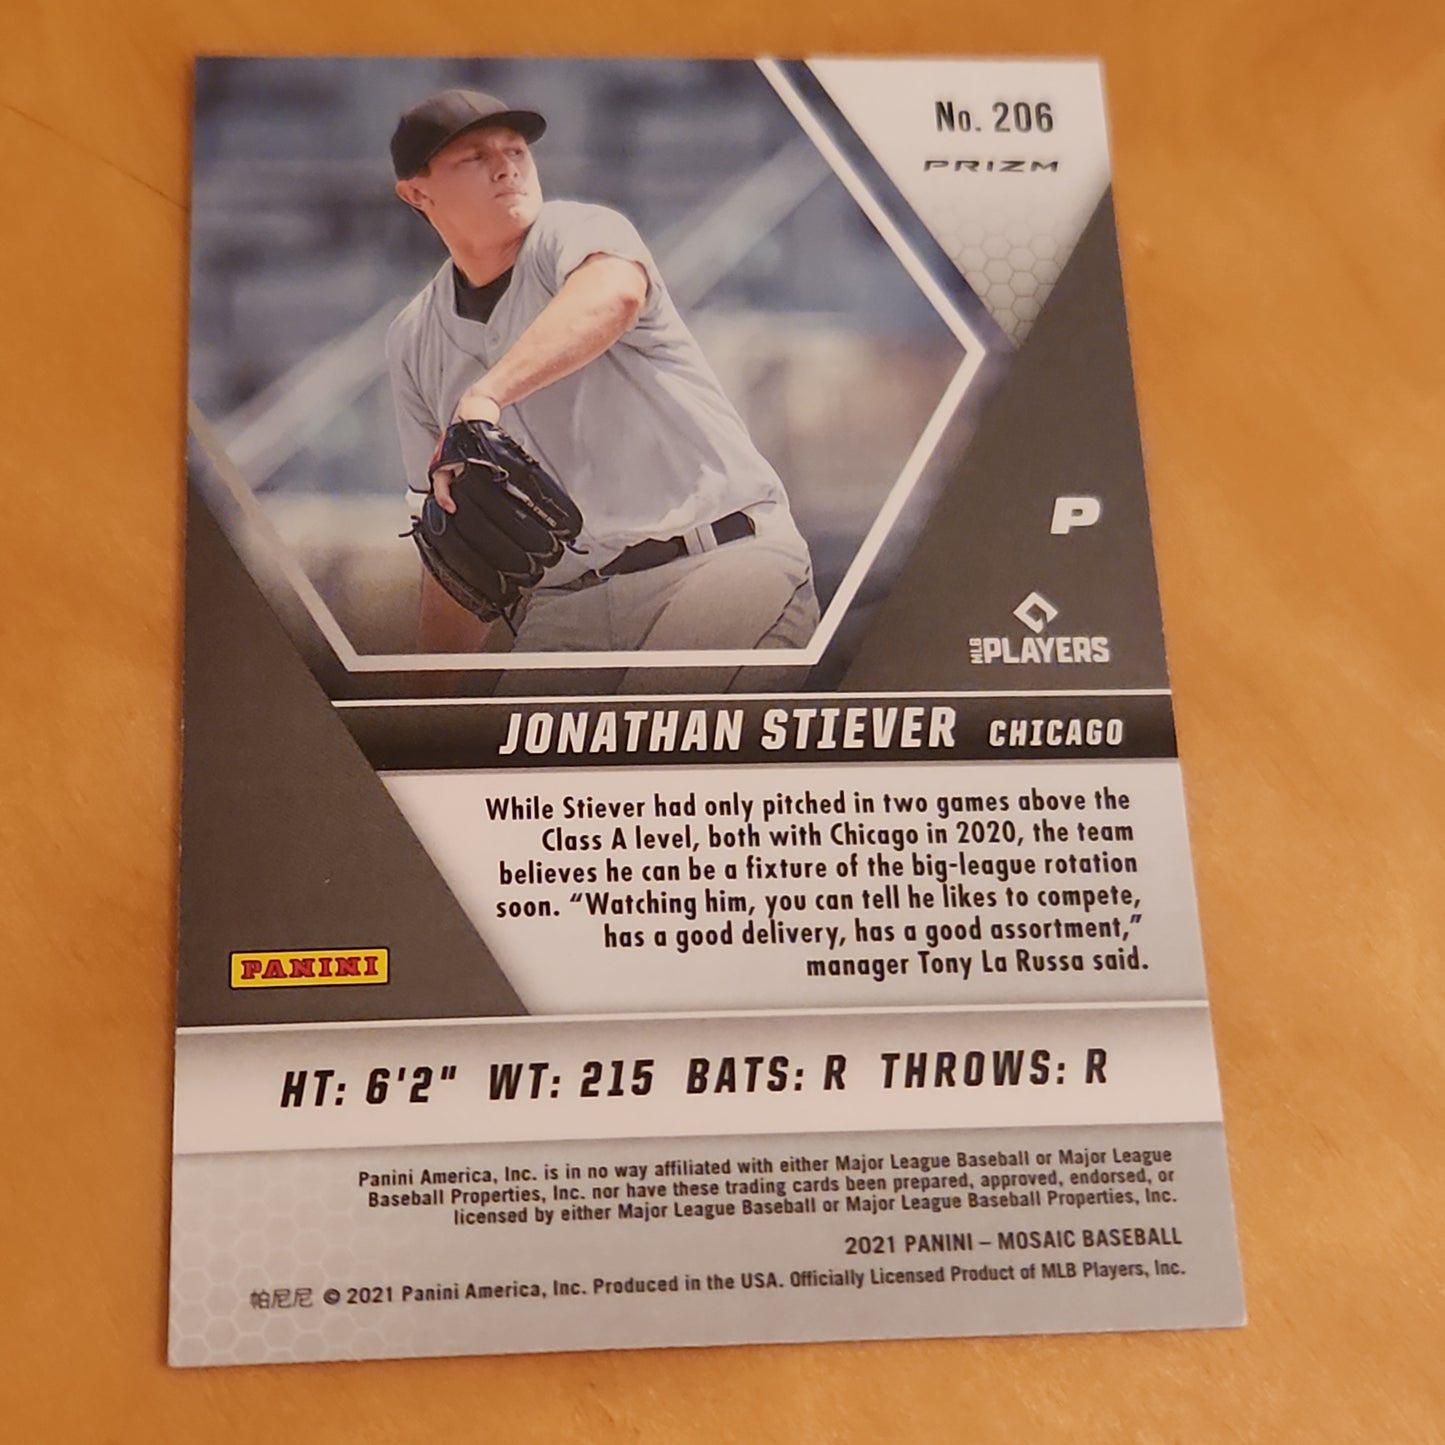 No. 206
PRIZM
P
MLB PLAYERS
JONATHAN STIEVER CHICAGO
While Stiever had only pitched in two games above the
Class A level, both with Chicago in 2020, the team
believes he can be a fixture of the big-league rotation
soon. “Watching him, you can tell he likes to compete,
has a good delivery, has a good assortment,”
manager Tony La Russa said.
PANINI
HT: 6'2" WT: 215 BATS: R THROWS: R
Panini America, Inc. is in no way affiliated with either Major League Baseball or Major League
Baseball Properties, Inc. nor have these trading cards been prepared, approved, endorsed, or
licensed by either Major League Baseball or Major League Baseball Properties, Inc.
2021 PANINI – MOSAIC BASEBALL
帕尼尼 © 2021 Panini America, Inc. Produced in the USA. Officially Licensed Product of MLB Players, Inc.